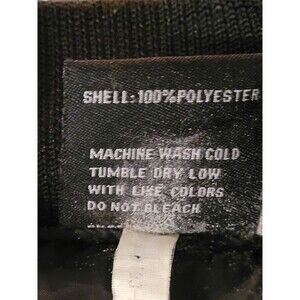 SHELL: 100% POLYESTER
MACHINE WASH COLD
TUMBLE DRY LOW
WITH LIKE COLORS
DO NOT BLEACH